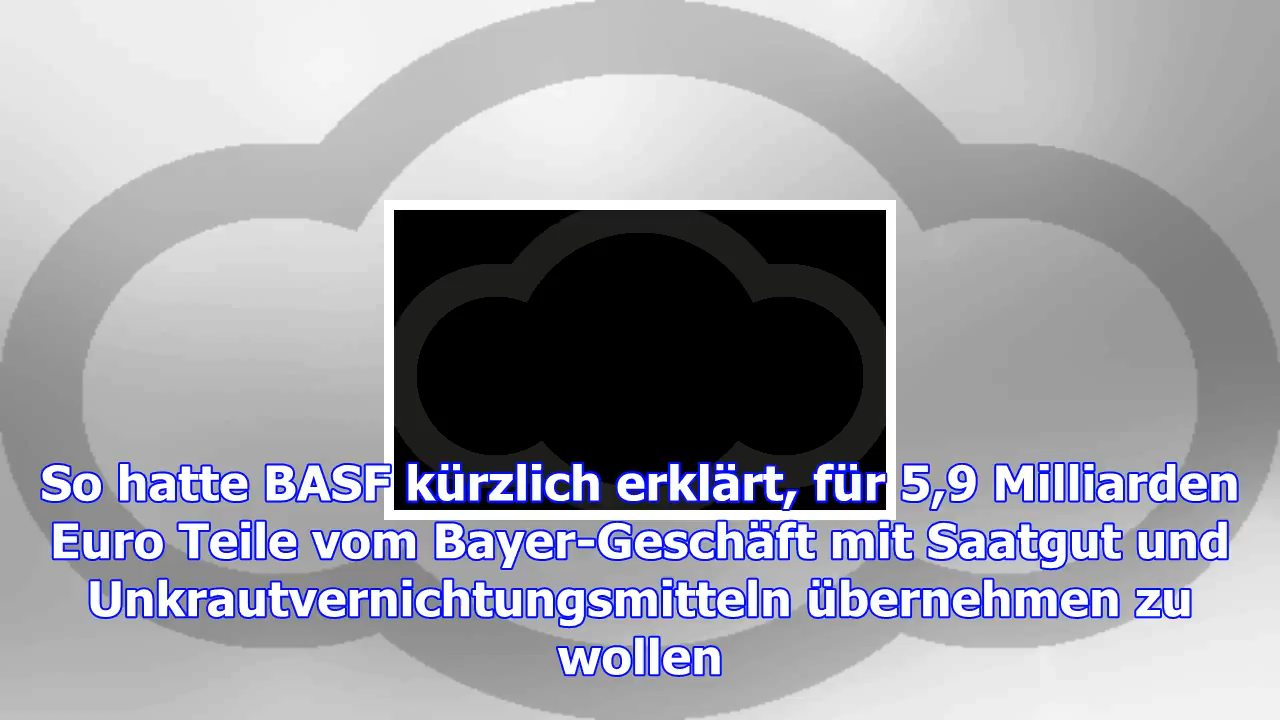 So hatte BASF kürzlich erklärt, für 5,9 Milliarden
Euro Teile vom Bayer-Geschäft mit Saatgut und
Unkrautvernichtungsmitteln übernehmen zu
wollen